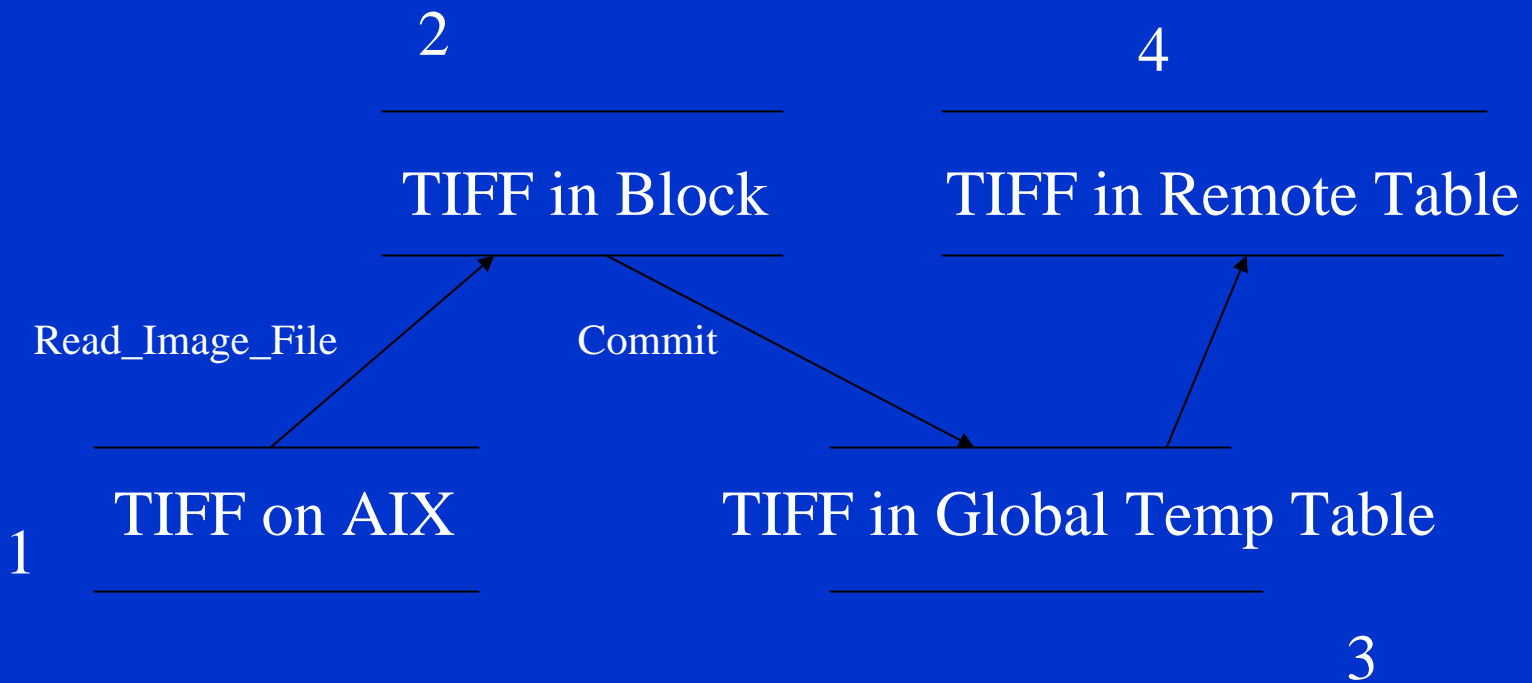 2
4
TIFF in Block
TIFF in Remote Table
Read_Image_File
Commit
TIFF on AIX
TIFF in Global Temp Table
1
3